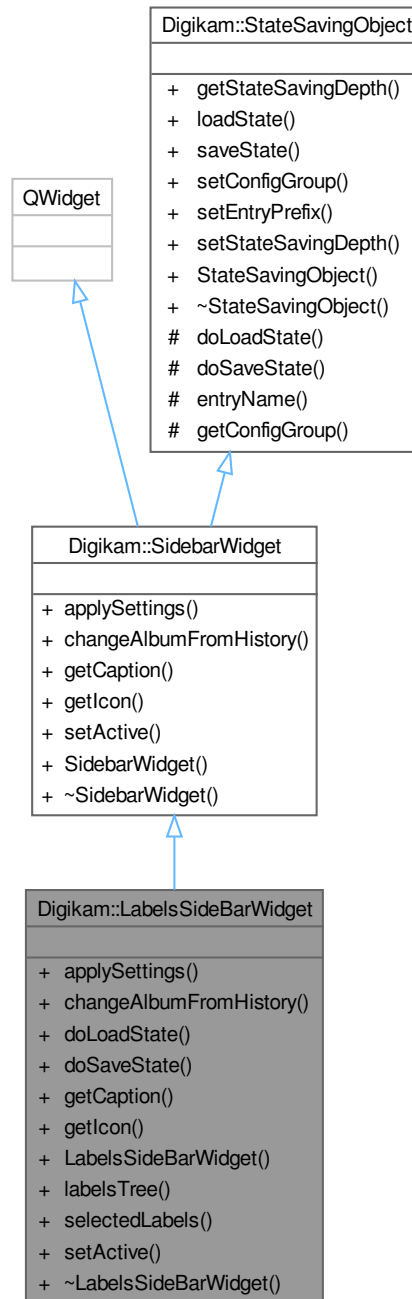 Digikam::StateSavingObject
+ getStateSavingDepth()
+ loadState()
+ saveState()
+ setConfigGroup()
+ setEntryPrefix()
+ setStateSavingDepth()
+ StateSavingObject()
+ ~StateSavingObject()
# doLoadState()
# doSaveState()
# entryName()
# getConfigGroup()
QWidget
Digikam::SidebarWidget
+ applySettings()
+ changeAlbumFromHistory()
+ getCaption()
+ getIcon()
+ setActive()
+ SidebarWidget()
+ ~SidebarWidget()
Digikam::LabelsSideBarWidget
+ applySettings()
+ changeAlbumFromHistory()
+ doLoadState()
+ doSaveState()
+ getCaption()
+ getIcon()
+ LabelsSideBarWidget()
+ labelsTree()
+ selectedLabels()
+ setActive()
+ ~LabelsSideBarWidget()